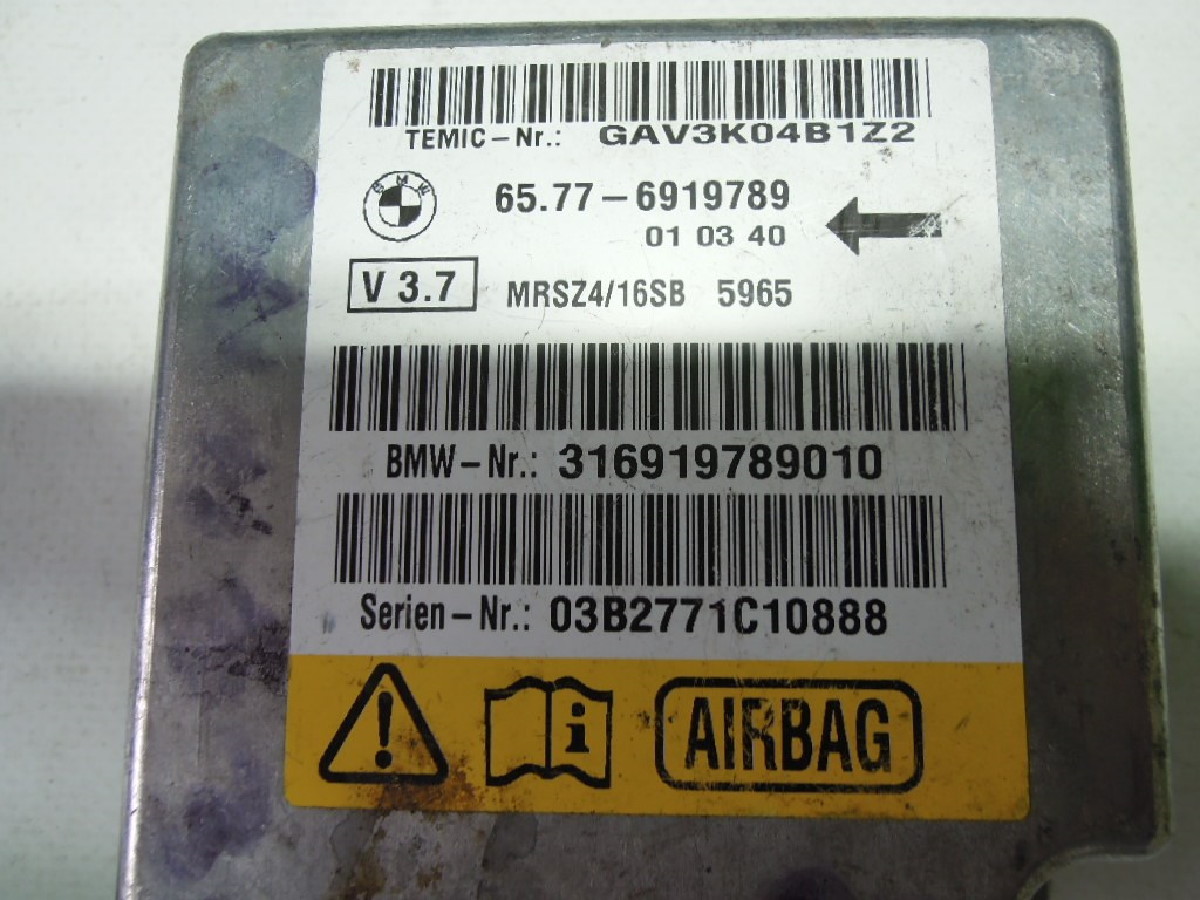 TEMIC-Nr.: GAV3K04B1Z2
BMW
65.77-6919789
01 03 40
V 3.7 MRSZ4/16SB 5965
BMW-Nr.: 316919789010
Serien-Nr.: 03B2771C10888
! i AIRBAG